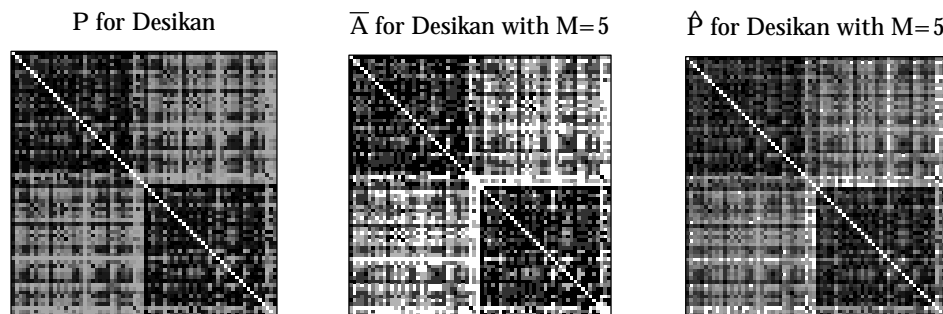 P for Desikan
A̅ for Desikan with M=5
P̂ for Desikan with M=5